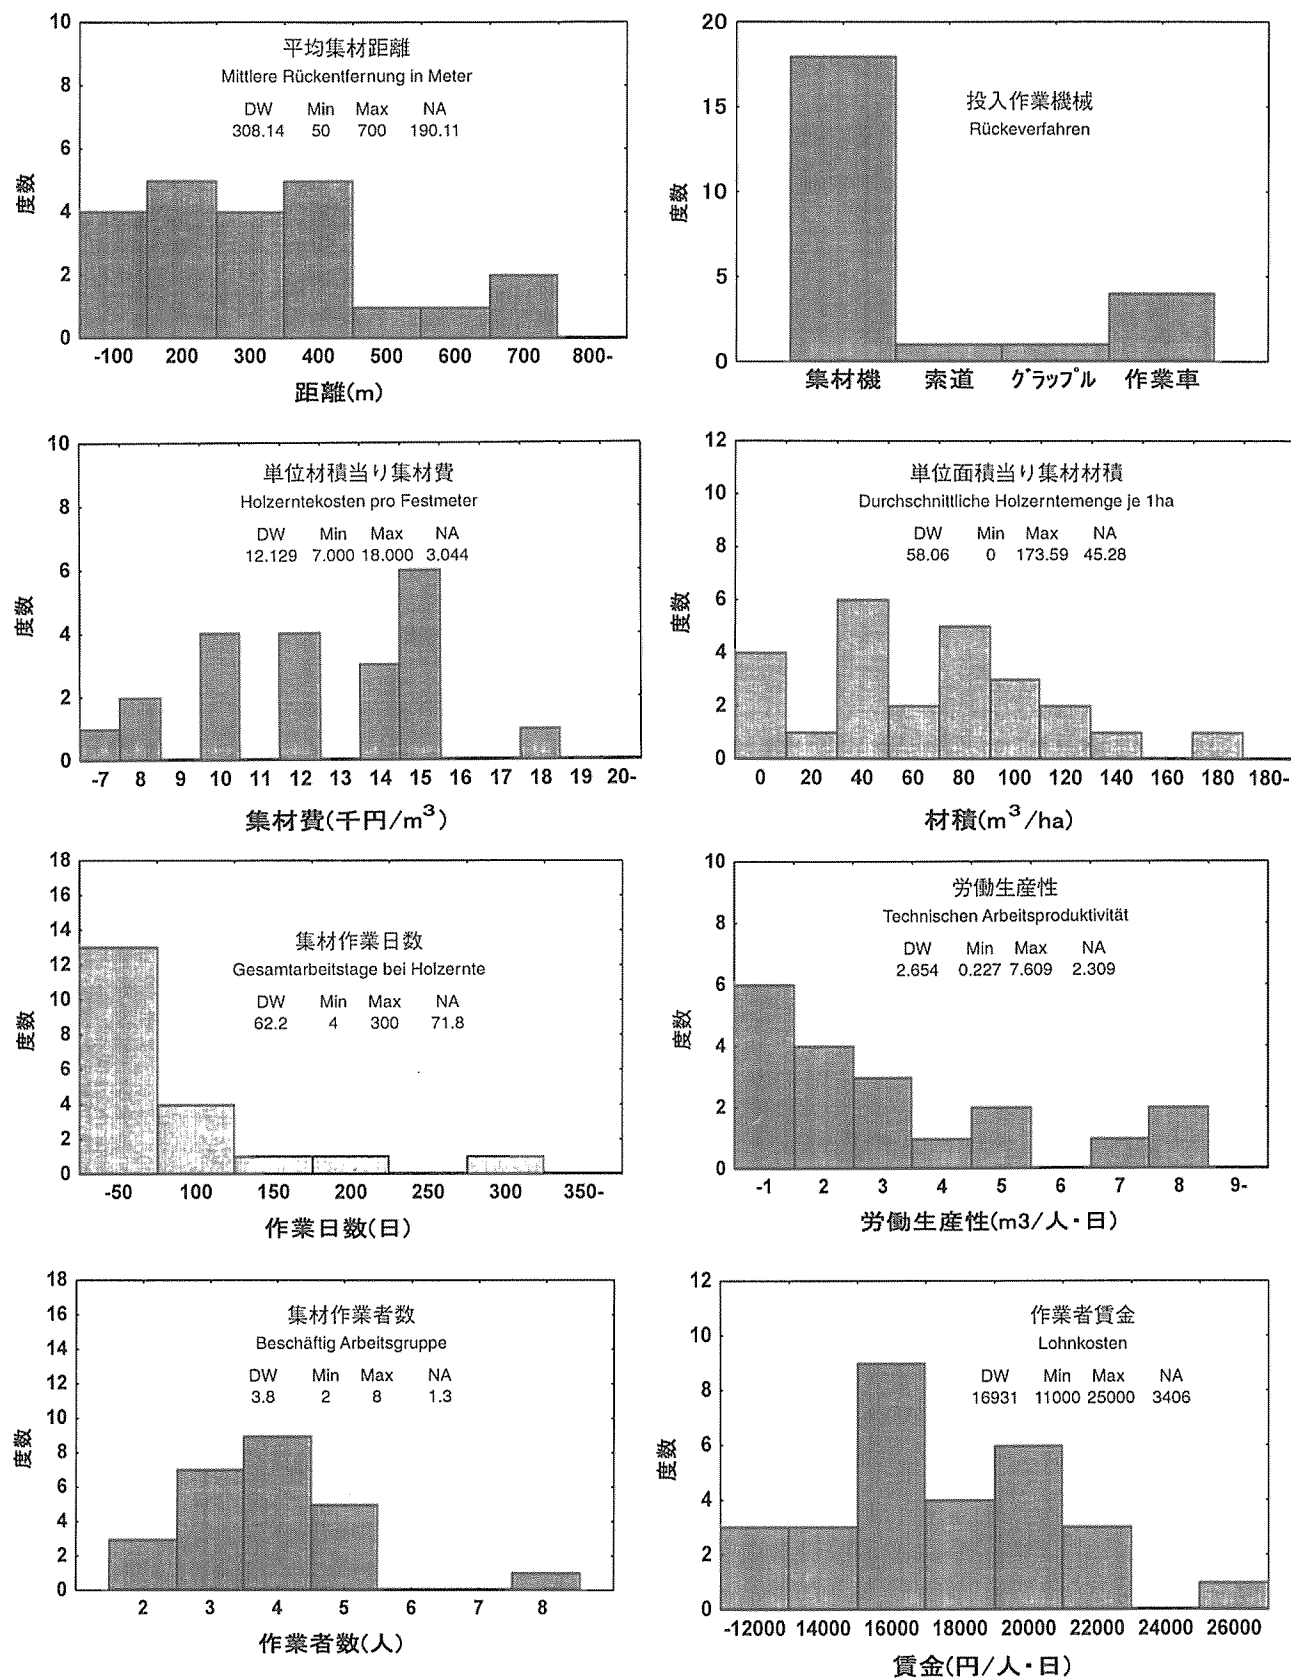 平均集材距離
Mittlere Rückentfernung in Meter
DW Min Max NA
308.14 50 700 190.11
10
8
6
4
2
0
度数
-100 200 300 400 500 600 700 800-
距離(m)
投入作業機械
Rückeverfahren
20
15
10
5
0
度数
集材機 索道 グラップル 作業車
単位材積当り集材費
Holzerntekosten pro Festmeter
DW Min Max NA
12.129 7.000 18.000 3.044
10
8
6
4
2
0
度数
-7 8 9 10 11 12 13 14 15 16 17 18 19 20-
集材費(千円/m³)
単位面積当り集材材積
Durchschnittliche Holzerntemenge je 1ha
DW Min Max NA
58.06 0 173.59 45.28
12
10
8
6
4
2
0
度数
0 20 40 60 80 100 120 140 160 180 180-
材積(m³/ha)
集材作業日数
Gesamtarbeitstage bei Holzernte
DW Min Max NA
62.2 4 300 71.8
18
16
14
12
10
8
6
4
2
0
度数
-50 100 150 200 250 300 350-
作業日数(日)
労働生産性
Technischen Arbeitsproduktivität
DW Min Max NA
2.654 0.227 7.609 2.309
10
8
6
4
2
0
度数
-1 2 3 4 5 6 7 8 9-
労働生産性(m3/人・日)
集材作業者数
Beschäftig Arbeitsgruppe
DW Min Max NA
3.8 2 8 1.3
18
16
14
12
10
8
6
4
2
0
度数
2 3 4 5 6 7 8
作業者数(人)
作業者賃金
Lohnkosten
DW Min Max NA
16931 11000 25000 3406
12
10
8
6
4
2
0
度数
-12000 14000 16000 18000 20000 22000 24000 26000
賃金(円/人・日)